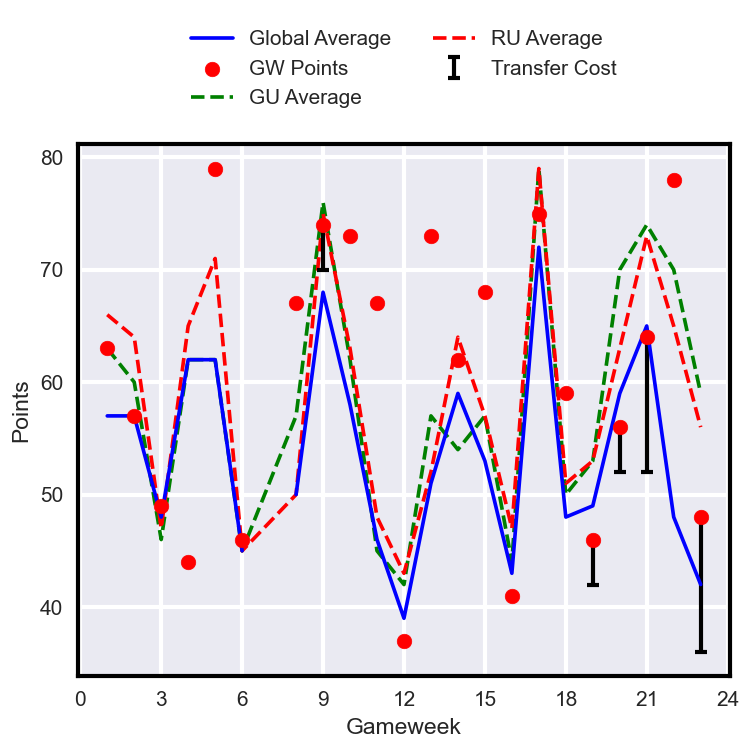 Global Average
GW Points
GU Average
RU Average
Transfer Cost
80
70
60
50
40
Points
0 3 6 9 12 15 18 21 24
Gameweek